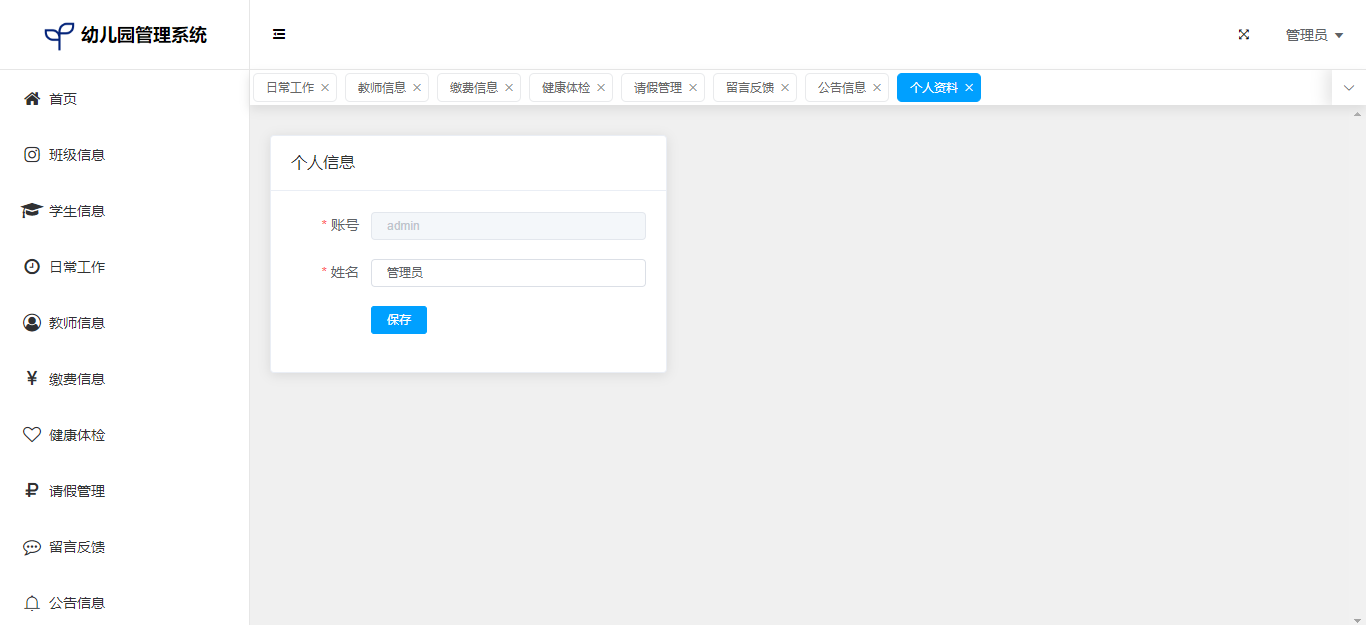 幼儿园管理系统
管理员
首页
班级信息
学生信息
日常工作
教师信息
缴费信息
健康体检
请假管理
留言反馈
公告信息
日常工作 教师信息 缴费信息 健康体检 请假管理 留言反馈 公告信息 个人资料
个人信息
* 账号 admin
* 姓名 管理员
保存